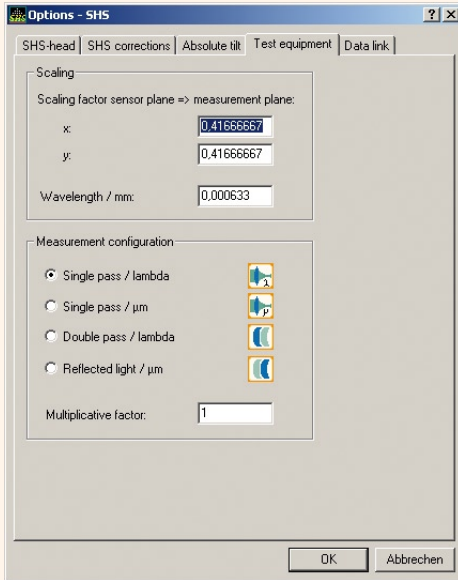 Options - SHS
SHS-head SHS corrections Absolute tilt Test equipment Data link
Scaling
Scaling factor sensor plane => measurement plane:
x: 0,41666667
y: 0,41666667
Wavelength / mm: 0,000633
Measurement configuration
Single pass / lambda λ
Single pass / µm µ
Double pass / lambda
Reflected light / µm
Multiplicative factor: 1
OK Abbrechen